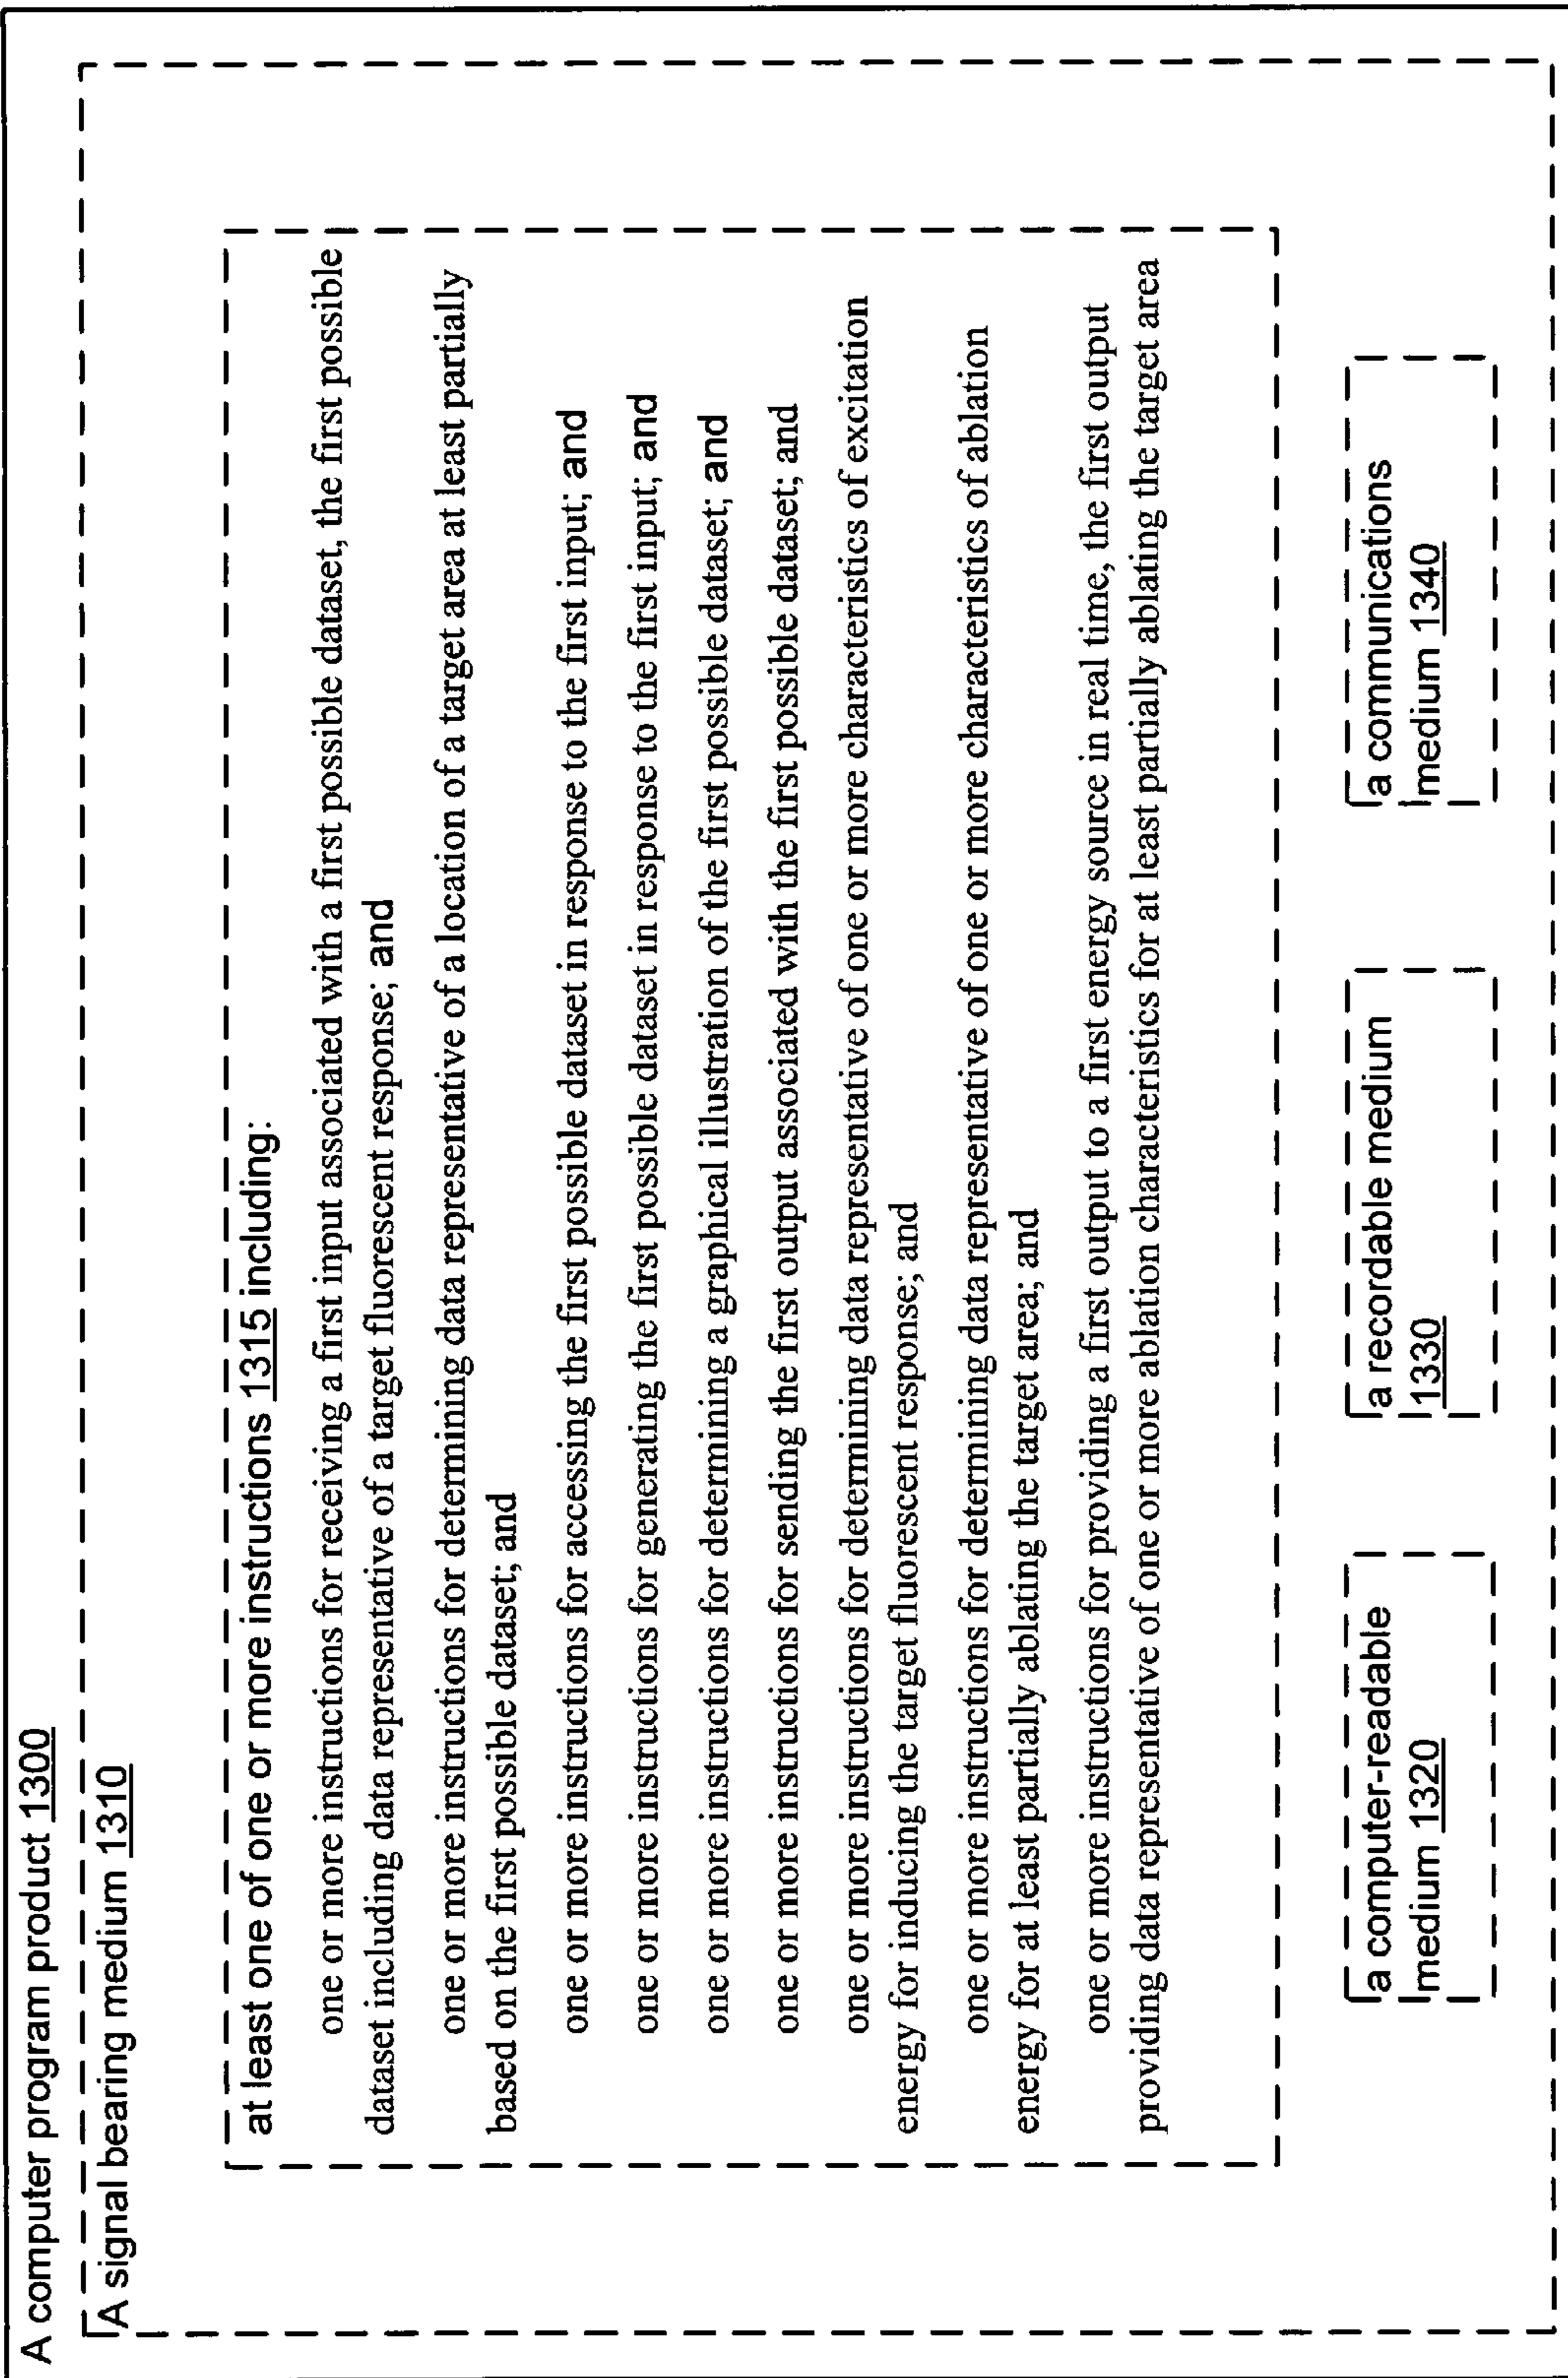 A computer program product 1300
A signal bearing medium 1310
at least one of one or more instructions 1315 including:
one or more instructions for receiving a first input associated with a first possible dataset, the first possible
dataset including data representative of a target fluorescent response; and
one or more instructions for determining data representative of a location of a target area at least partially
based on the first possible dataset; and
one or more instructions for accessing the first possible dataset in response to the first input; and
one or more instructions for generating the first possible dataset in response to the first input; and
one or more instructions for determining a graphical illustration of the first possible dataset; and
one or more instructions for sending the first output associated with the first possible dataset; and
one or more instructions for determining data representative of one or more characteristics of excitation
energy for inducing the target fluorescent response; and
one or more instructions for determining data representative of one or more characteristics of ablation
energy for at least partially ablating the target area; and
one or more instructions for providing a first output to a first energy source in real time, the first output
providing data representative of one or more ablation characteristics for at least partially ablating the target area
a computer-readable
medium 1320
a recordable medium
1330
a communications
medium 1340